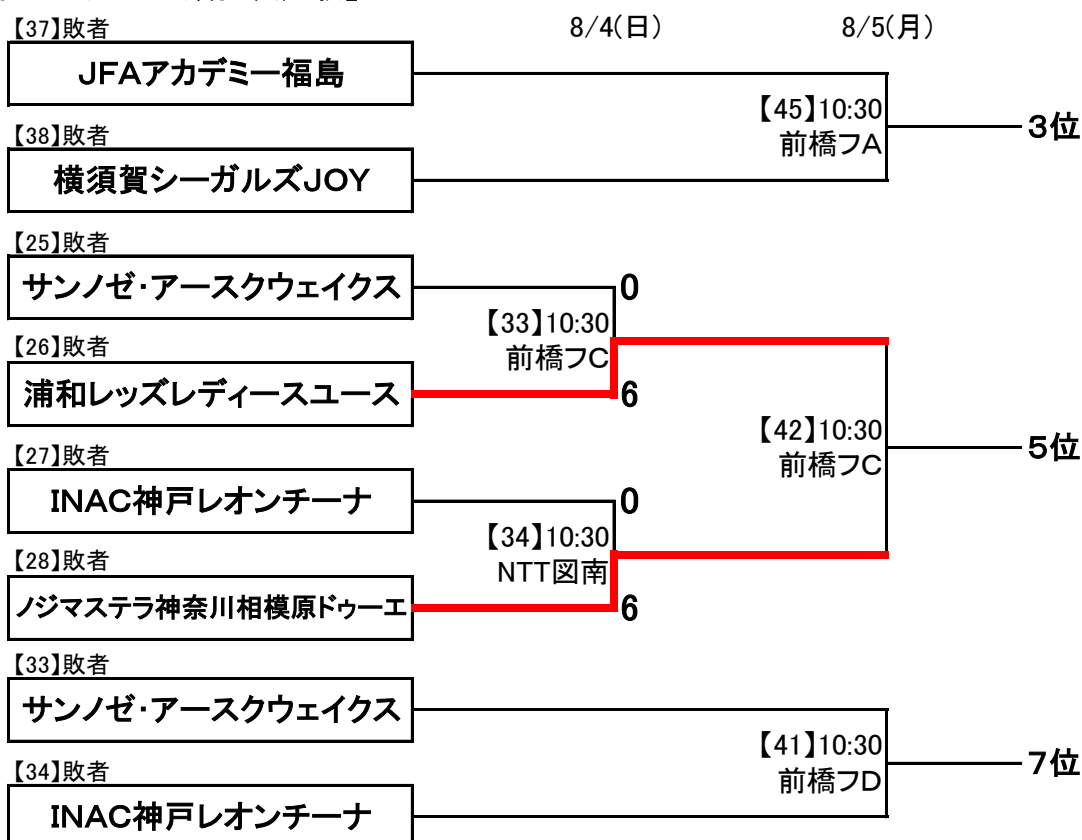 8/4(日) 8/5(月)
【37】敗者
JFAアカデミー福島
【45】10:30
前橋フA
3位
【38】敗者
横須賀シーガルズJOY
【25】敗者
サンノゼ・アースクウェイクス
0
【33】10:30
前橋フC
【26】敗者
浦和レッズレディースユース
6
【42】10:30
前橋フC
5位
【27】敗者
INAC神戸レオンチーナ
0
【34】10:30
NTT図南
【28】敗者
ノジマステラ神奈川相模原ドゥーエ
6
【33】敗者
サンノゼ・アースクウェイクス
【41】10:30
前橋フD
7位
【34】敗者
INAC神戸レオンチーナ